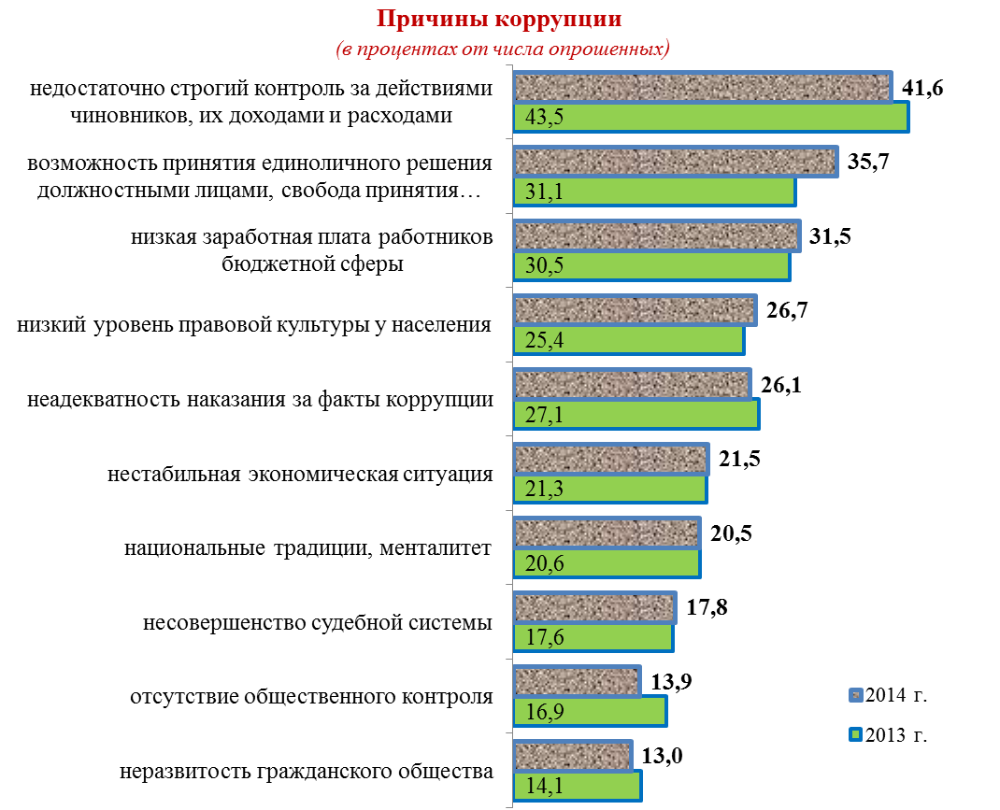 Причины коррупции
(в процентах от числа опрошенных)
недостаточно строгий контроль за действиями
чиновников, их доходами и расходами
41,6
43,5
возможность принятия единоличного решения
должностными лицами, свобода принятия…
35,7
31,1
низкая заработная плата работников
бюджетной сферы
31,5
30,5
низкий уровень правовой культуры у населения
26,7
25,4
неадекватность наказания за факты коррупции
26,1
27,1
нестабильная экономическая ситуация
21,5
21,3
национальные традиции, менталитет
20,5
20,6
несовершенство судебной системы
17,8
17,6
отсутствие общественного контроля
13,9
16,9
неразвитость гражданского общества
13,0
14,1
2014 г.
2013 г.